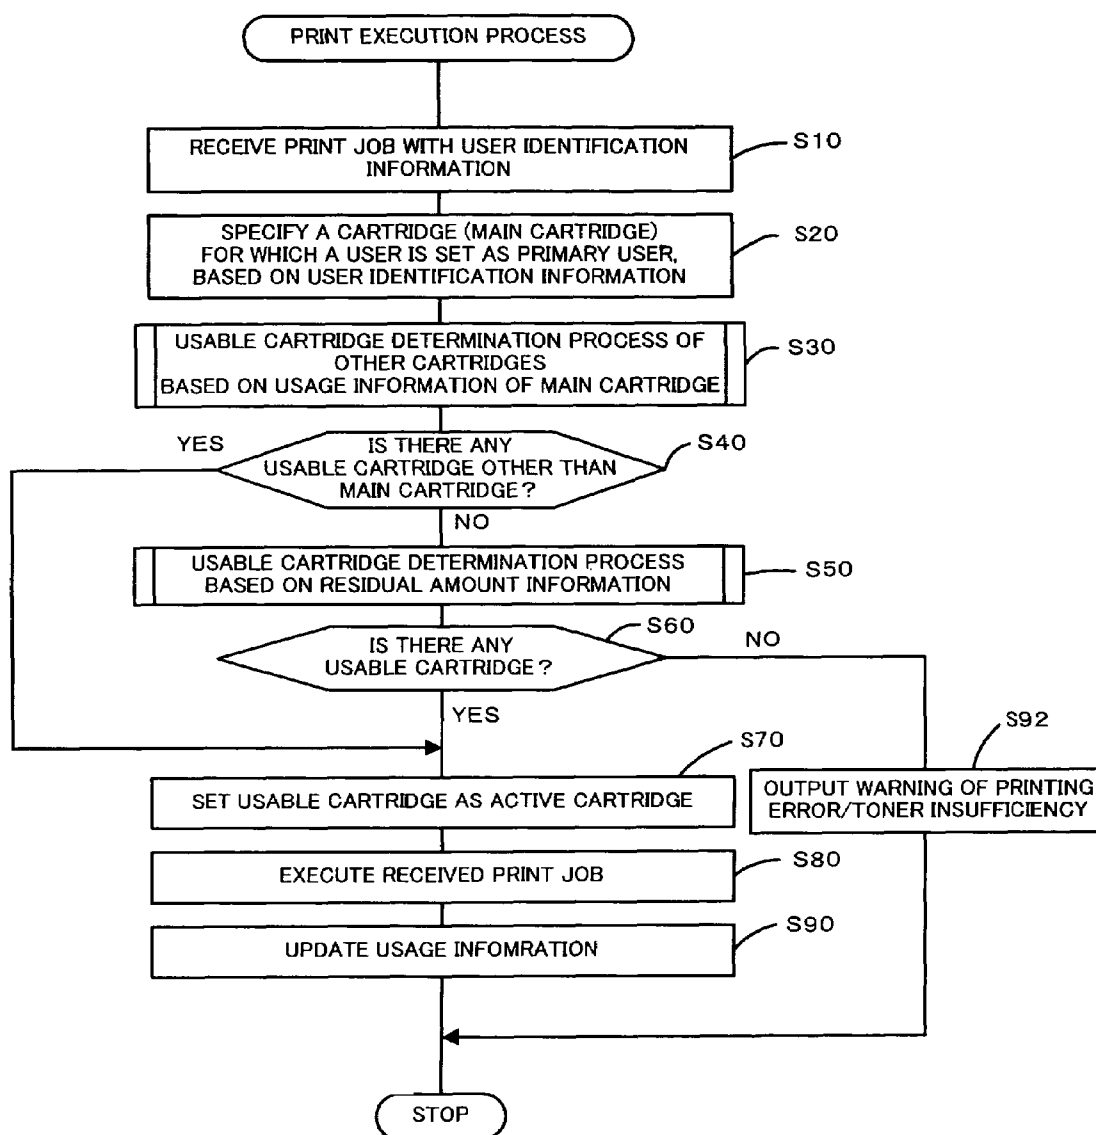 PRINT EXECUTION PROCESS
RECEIVE PRINT JOB WITH USER IDENTIFICATION
INFORMATION
S10
SPECIFY A CARTRIDGE (MAIN CARTRIDGE)
FOR WHICH A USER IS SET AS PRIMARY USER,
BASED ON USER IDENTIFICATION INFORMATION
S20
USABLE CARTRIDGE DETERMINATION PROCESS OF
OTHER CARTRIDGES
BASED ON USAGE INFORMATION OF MAIN CARTRIDGE
S30
YES
IS THERE ANY
USABLE CARTRIDGE OTHER THAN
MAIN CARTRIDGE?
S40
NO
USABLE CARTRIDGE DETERMINATION PROCESS
BASED ON RESIDUAL AMOUNT INFORMATION
S50
IS THERE ANY
USABLE CARTRIDGE?
S60
NO
YES
S70
SET USABLE CARTRIDGE AS ACTIVE CARTRIDGE
S92
OUTPUT WARNING OF PRINTING
ERROR/TONER INSUFFICIENCY
EXECUTE RECEIVED PRINT JOB
S80
UPDATE USAGE INFOMRATION
S90
STOP